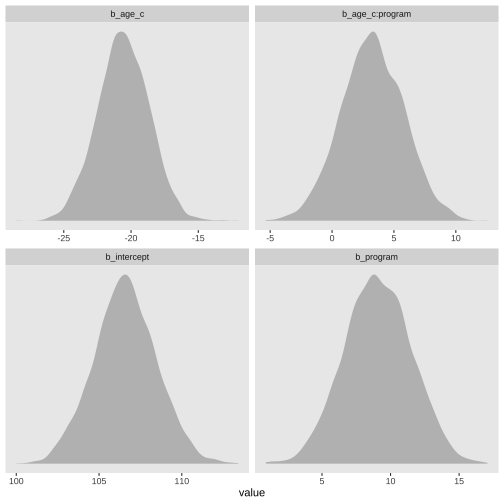 b_age_c
b_age_c:program
-25 -20 -15
-5 0 5 10
b_intercept
b_program
100 105 110
5 10 15
value